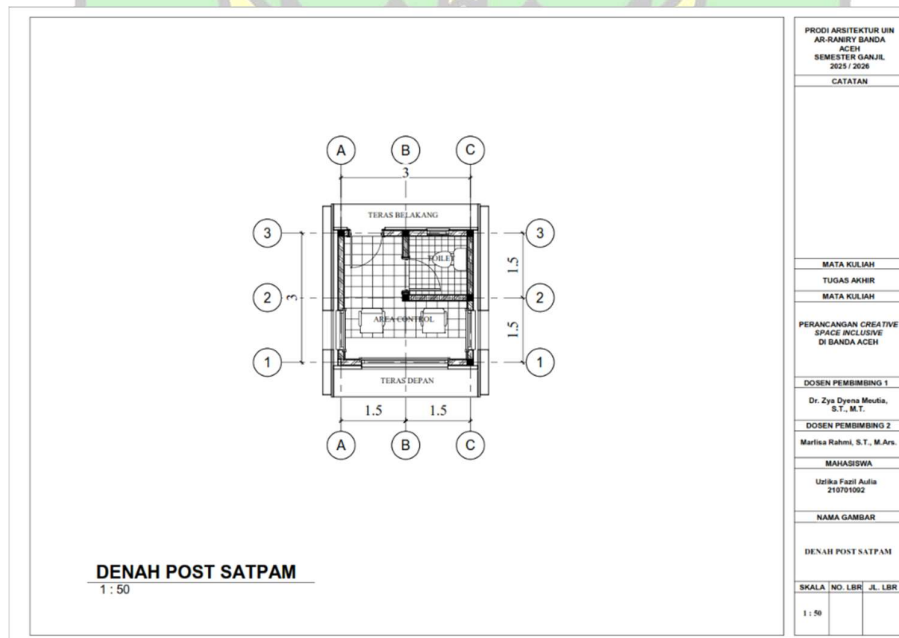 A
B
C
3
TERAS BELAKANG
3
3
TOILET
1.5
3
2
2
AREA CONTROL
1.5
1
1
TERAS DEPAN
1.5
1.5
A
B
C
DENAH POST SATPAM
1 : 50
PRODI ARSITEKTUR UIN
AR-RANIRY BANDA
ACEH
SEMESTER GANJIL
2025 / 2026
CATATAN
MATA KULIAH
TUGAS AKHIR
MATA KULIAH
PERANCANGAN CREATIVE
SPACE INCLUSIVE
DI BANDA ACEH
DOSEN PEMBIMBING 1
Dr. Zya Dyena Meutia,
S.T., M.T.
DOSEN PEMBIMBING 2
Marlisa Rahmi, S.T., M.Ars.
MAHASISWA
Uzlika Fazil Aulia
210701092
NAMA GAMBAR
DENAH POST SATPAM
SKALA NO. LBR JL. LBR
1 : 50